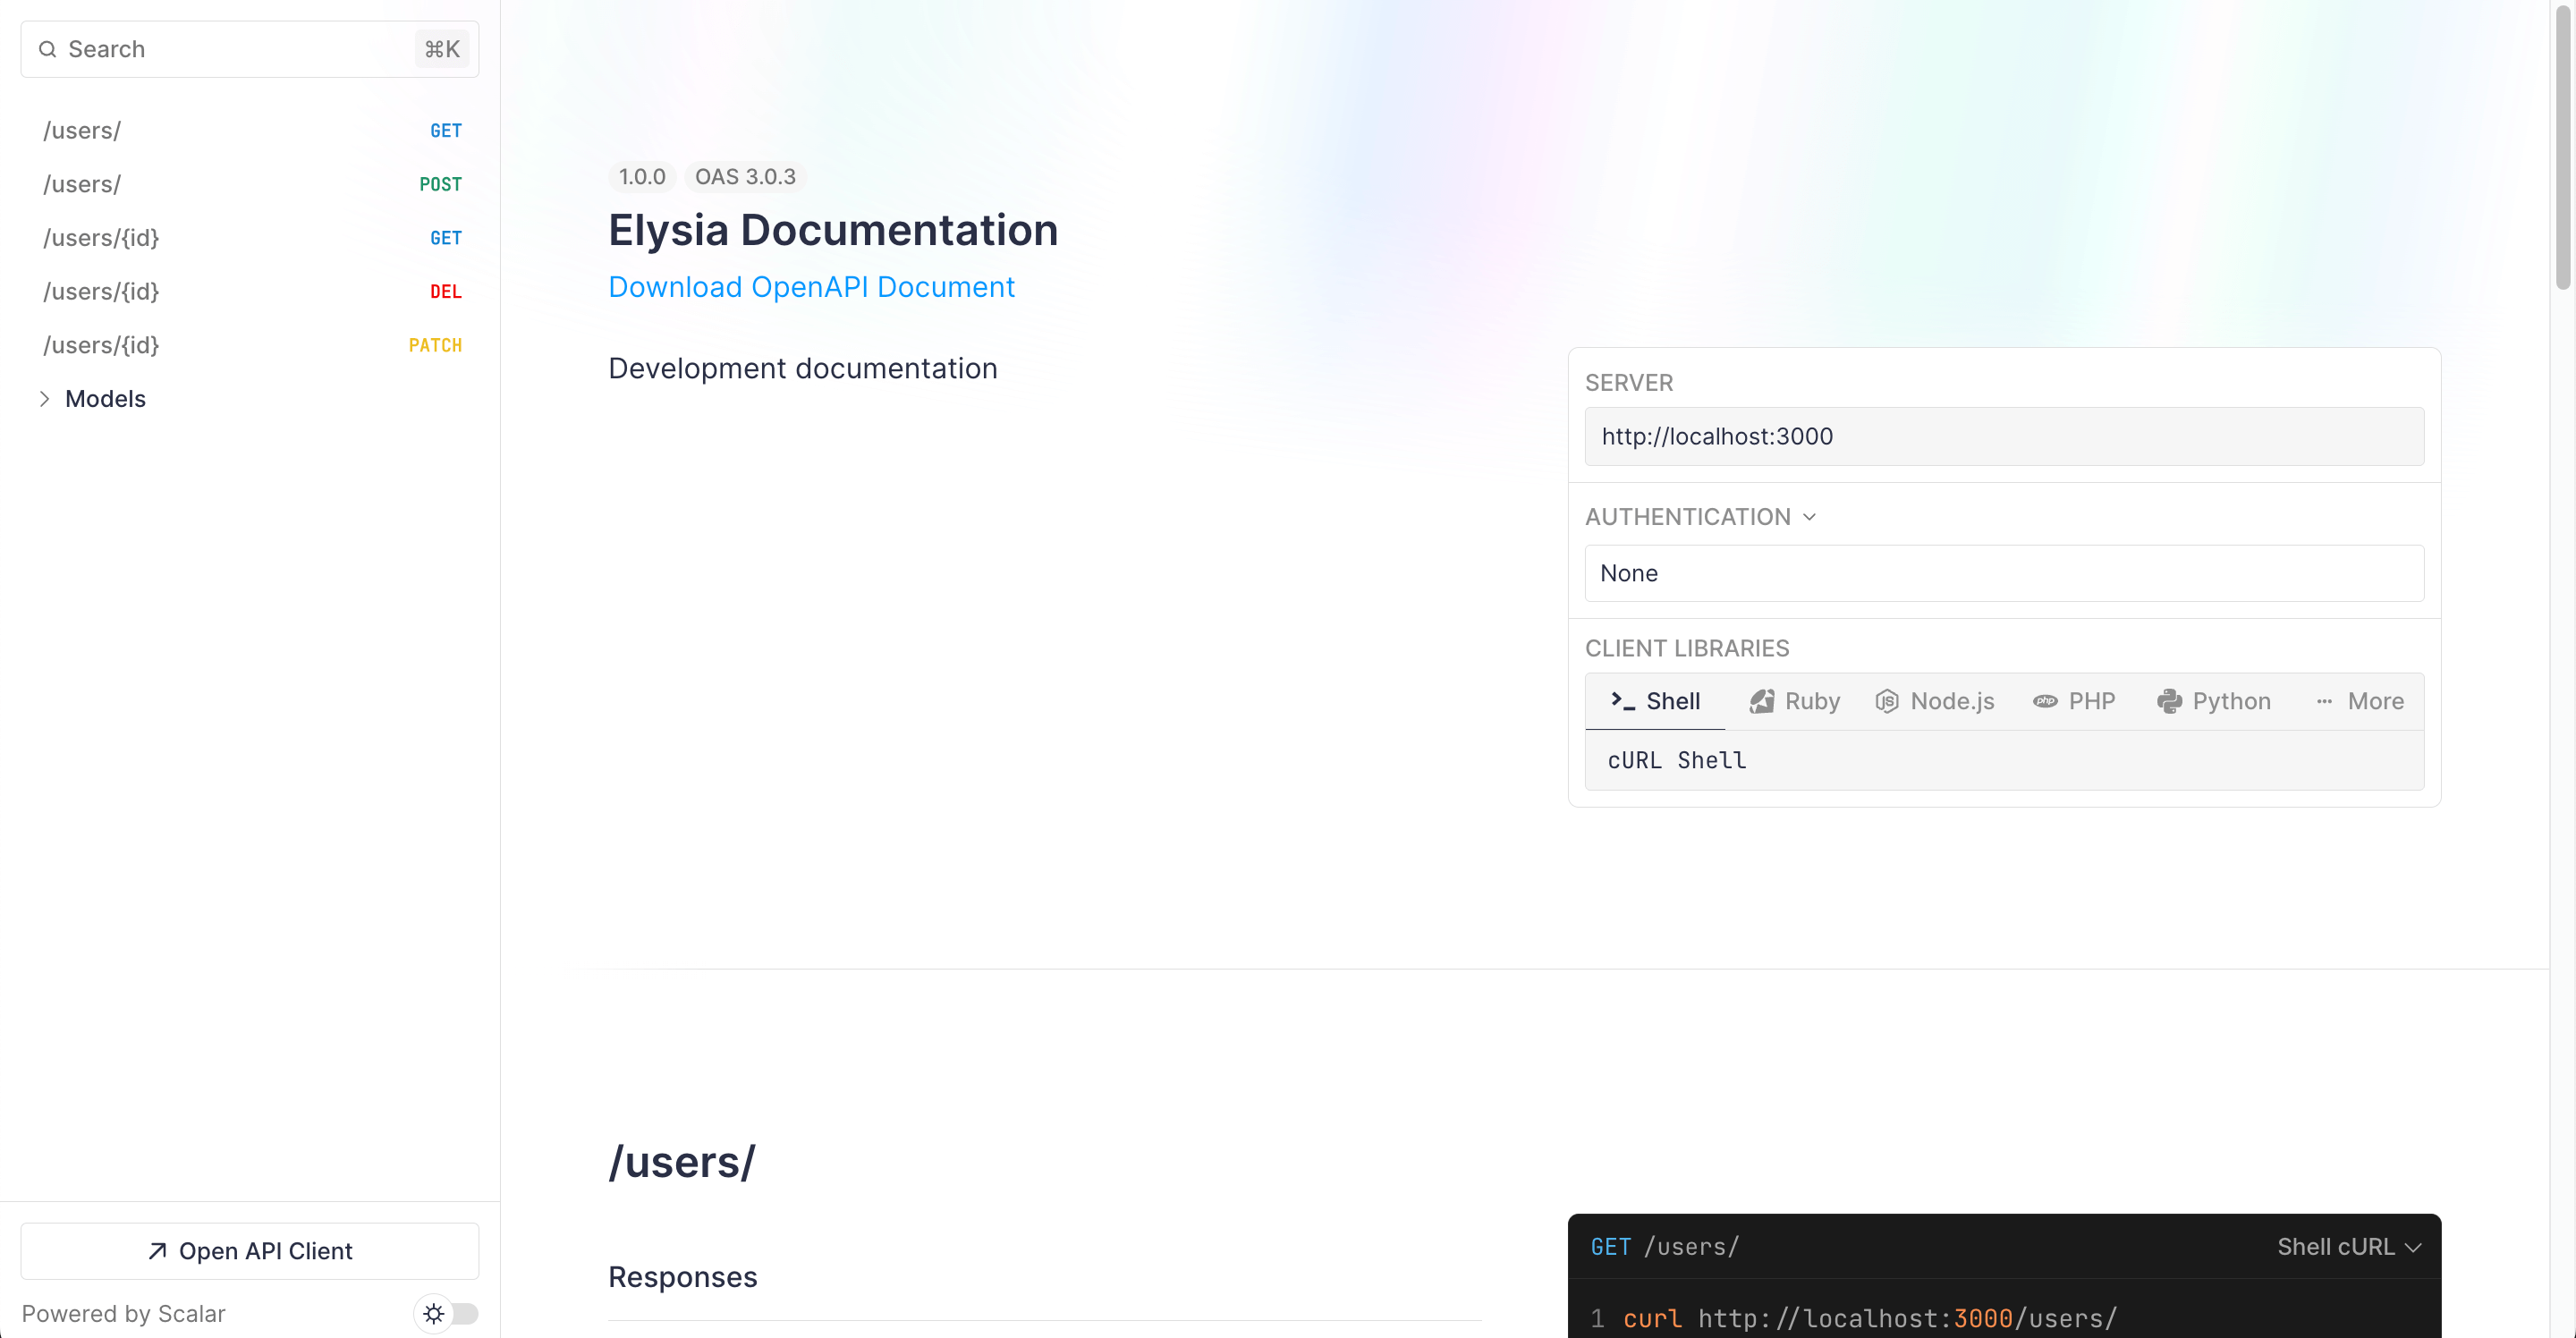 Search ⌘K
/users/ GET
/users/ POST
/users/{id} GET
/users/{id} DEL
/users/{id} PATCH
Models
Open API Client
Powered by Scalar
1.0.0 OAS 3.0.3
Elysia Documentation
Download OpenAPI Document
Development documentation
SERVER
http://localhost:3000
AUTHENTICATION
None
CLIENT LIBRARIES
Shell Ruby Node.js PHP Python ... More
cURL Shell
/users/
Responses
GET /users/ Shell cURL
1 curl http://localhost:3000/users/